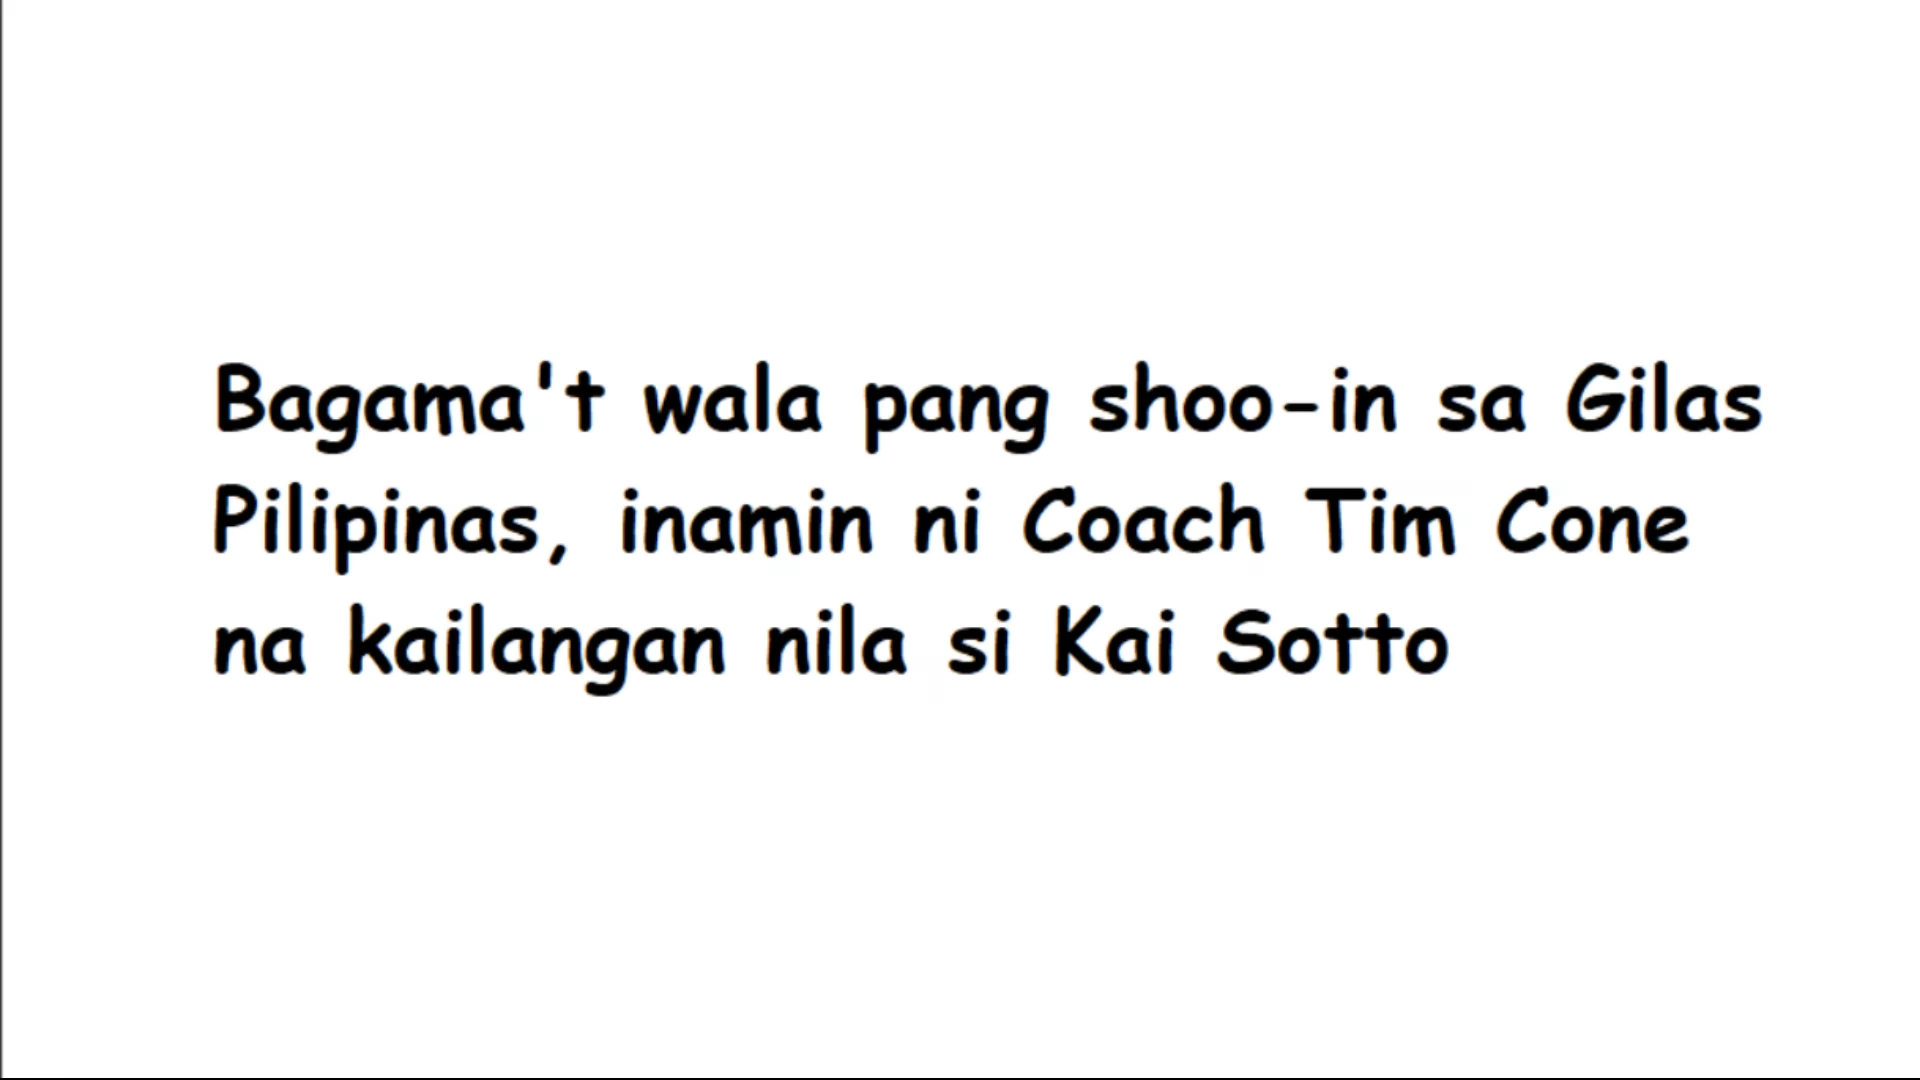 Bagama't wala pang shoo-in sa Gilas
Pilipinas, inamin ni Coach Tim Cone
na kailangan nila si Kai Sotto